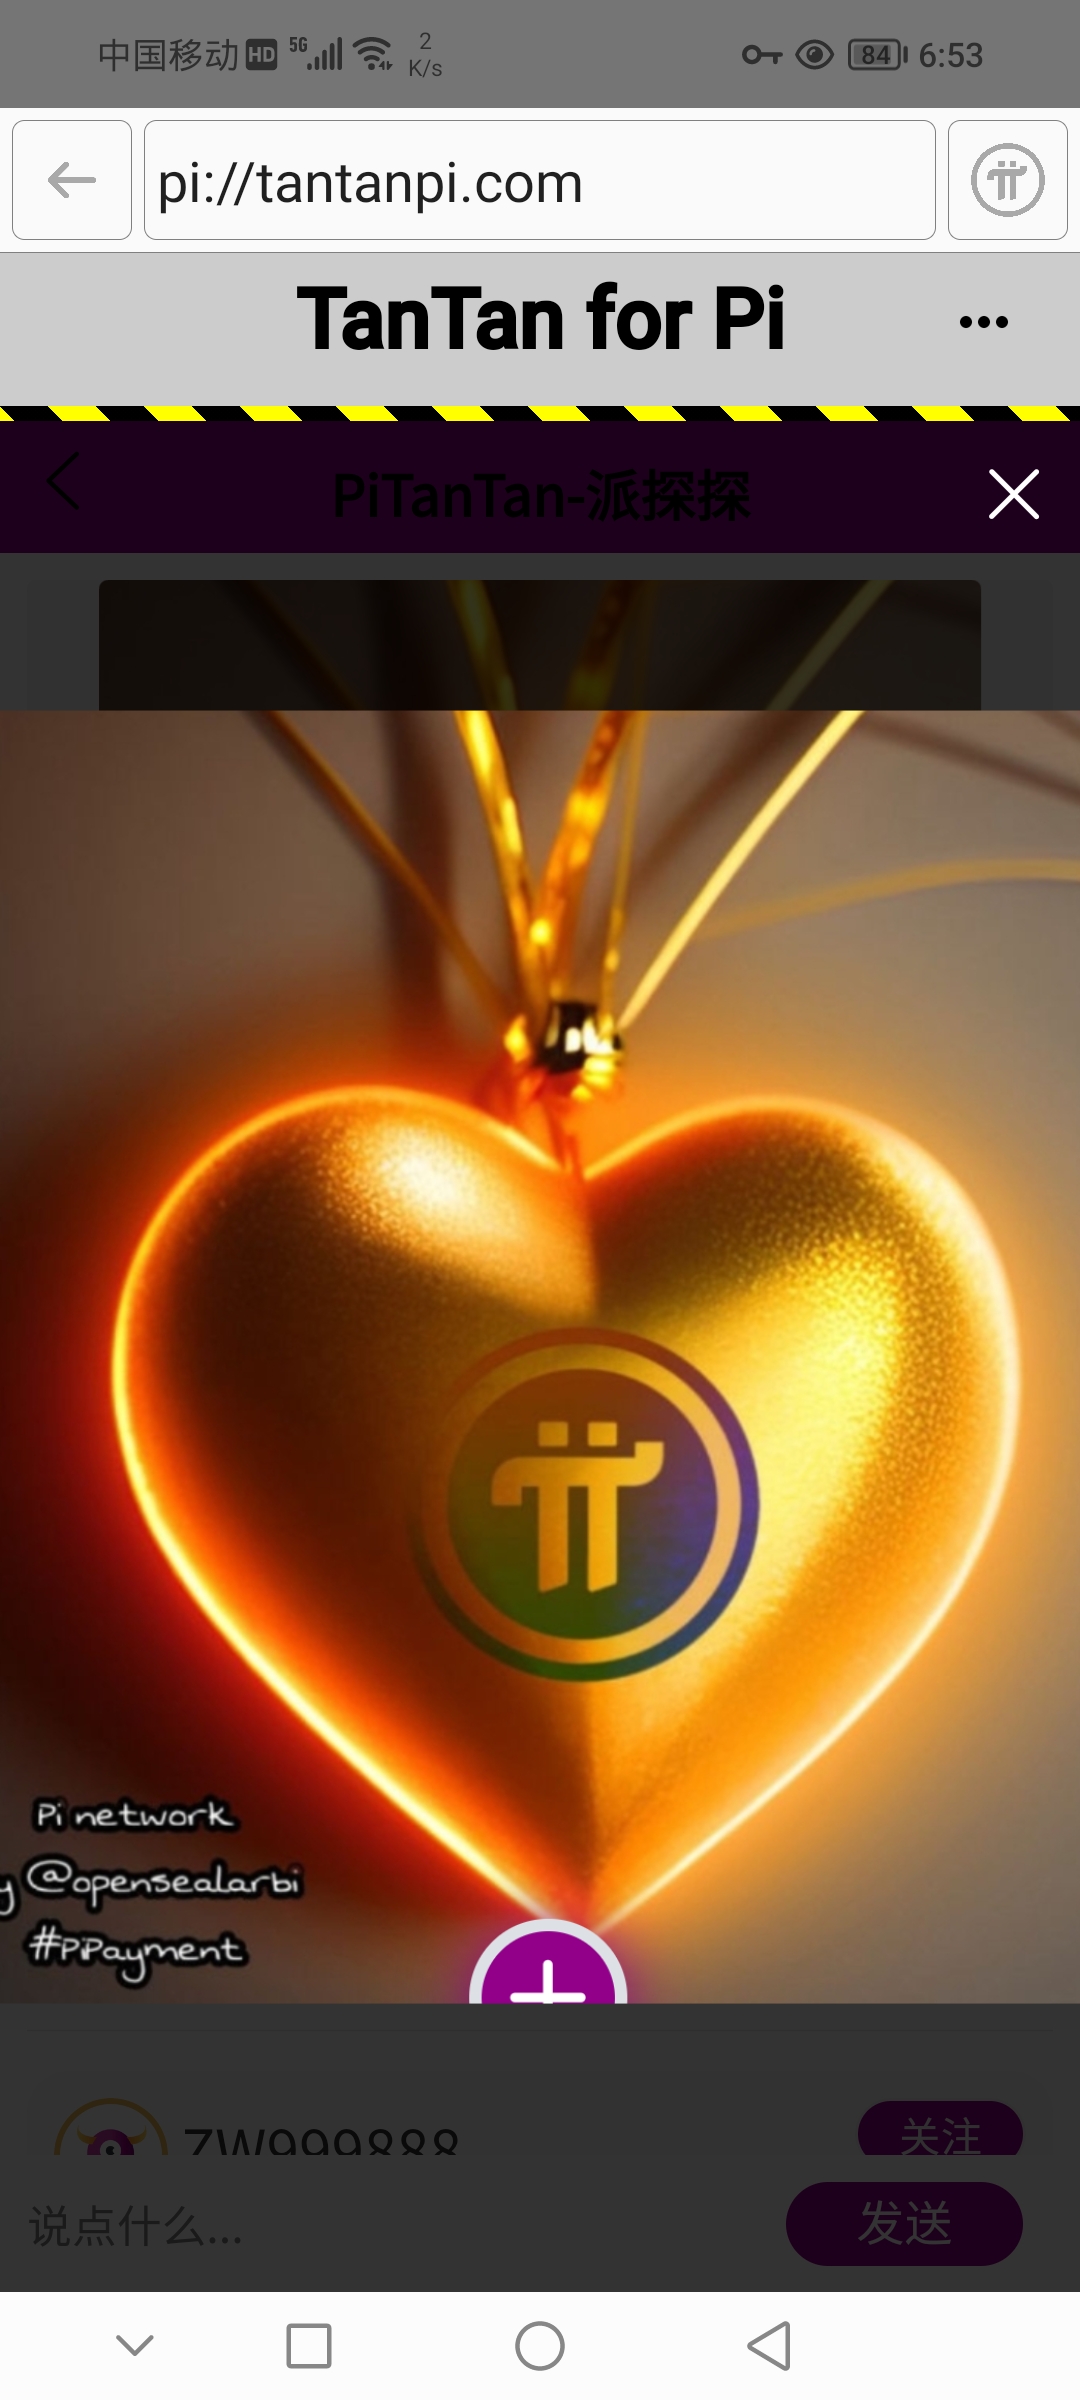 中国移动 HD 5G 2 K/s 84 6:53
pi://tantanpi.com
TanTan for Pi
PiTanTan-派探探
Pi network
y @opensealarbi
#PiPayment
ZW999888
关注
说点什么...
发送